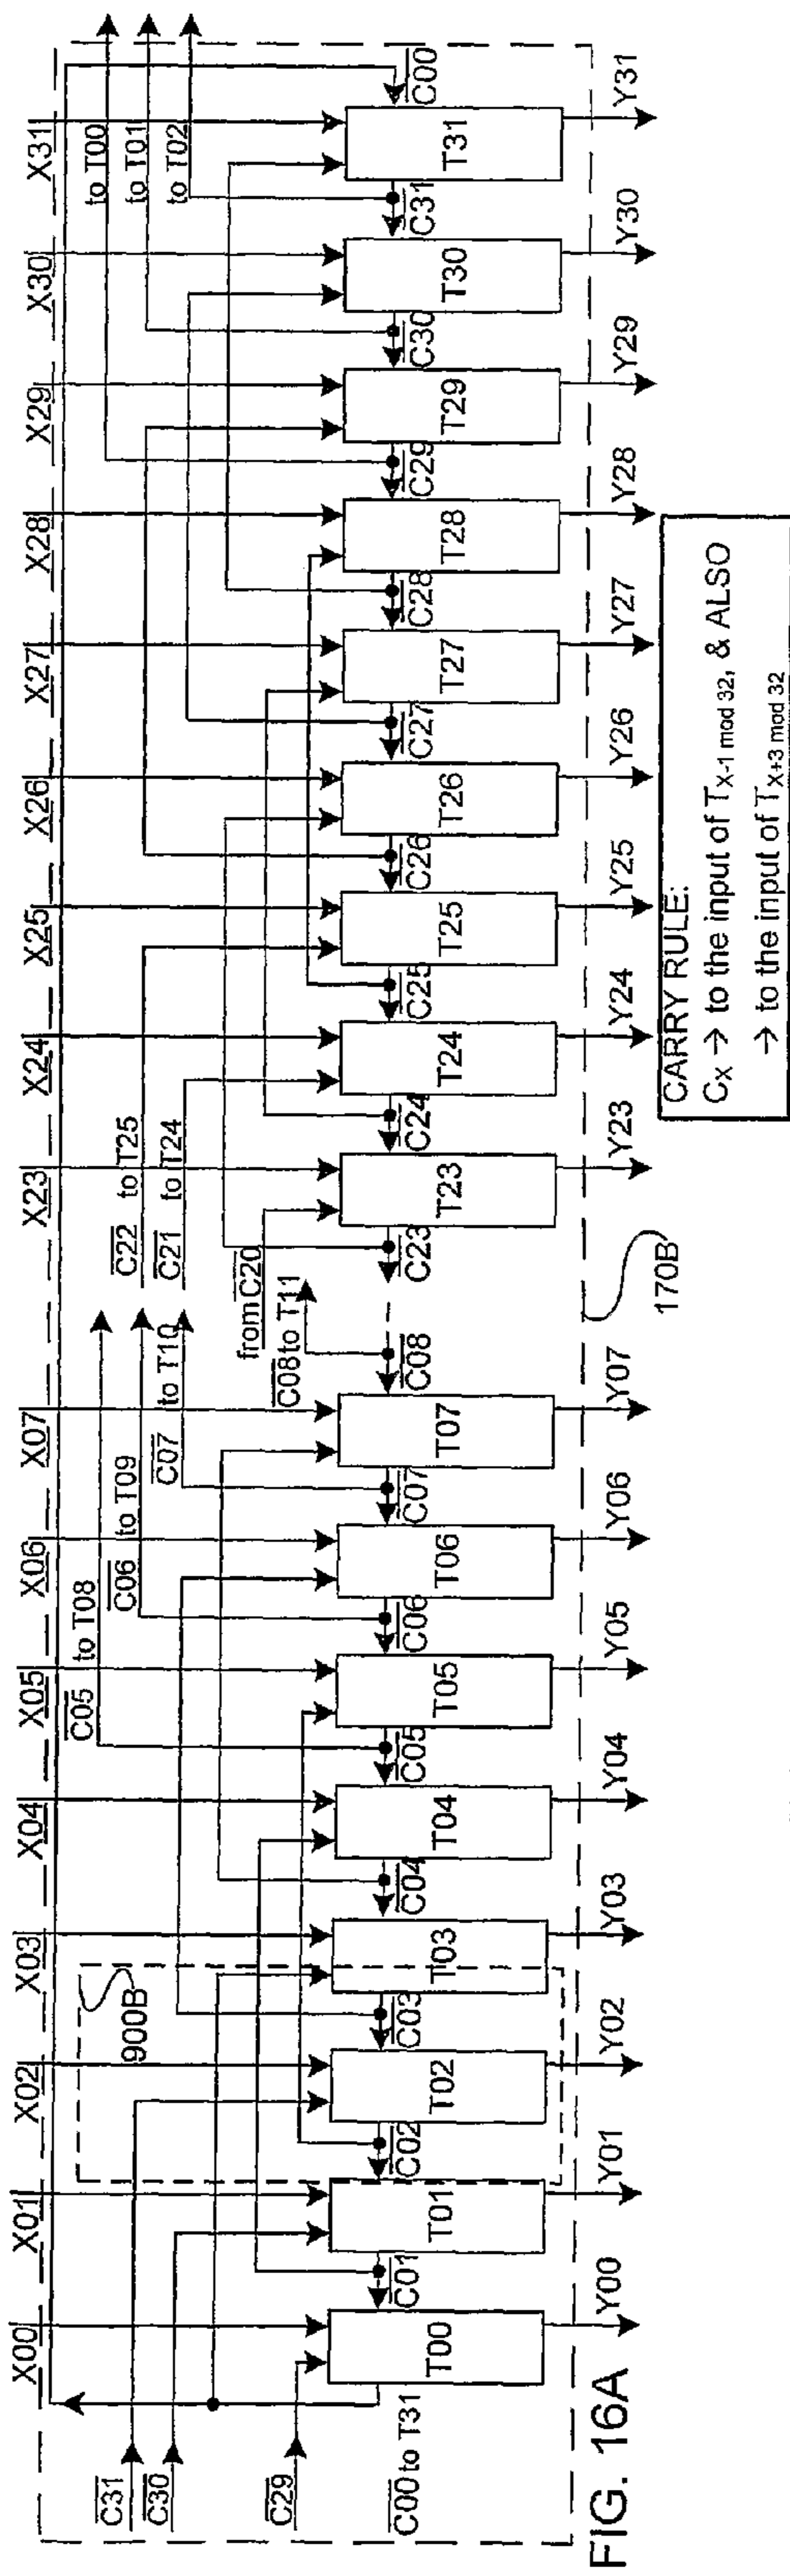 X00 X01 X02 X03 X04 X05 X06 X07 X23 X24 X25 X26 X27 X28 X29 X30 X31
C31
C30
C29
C00 to T31
900B
C05 to T08
C06 to T09
C07 to T10
C08 to T11
from C20
C22 to T25
C21 to T24
to T00
to T01
to T02
T00 T01 T02 T03 T04 T05 T06 T07 T23 T24 T25 T26 T27 T28 T29 T30 T31
C01 C02 C03 C04 C05 C06 C07 C08 C23 C24 C25 C26 C27 C28 C29 C30 C31 C00
Y00 Y01 Y02 Y03 Y04 Y05 Y06 Y07 Y23 Y24 Y25 Y26 Y27 Y28 Y29 Y30 Y31
170B
FIG. 16A
CARRY RULE:
CX → to the input of TX-1 mod 32, & ALSO
→ to the input of TX+3 mod 32